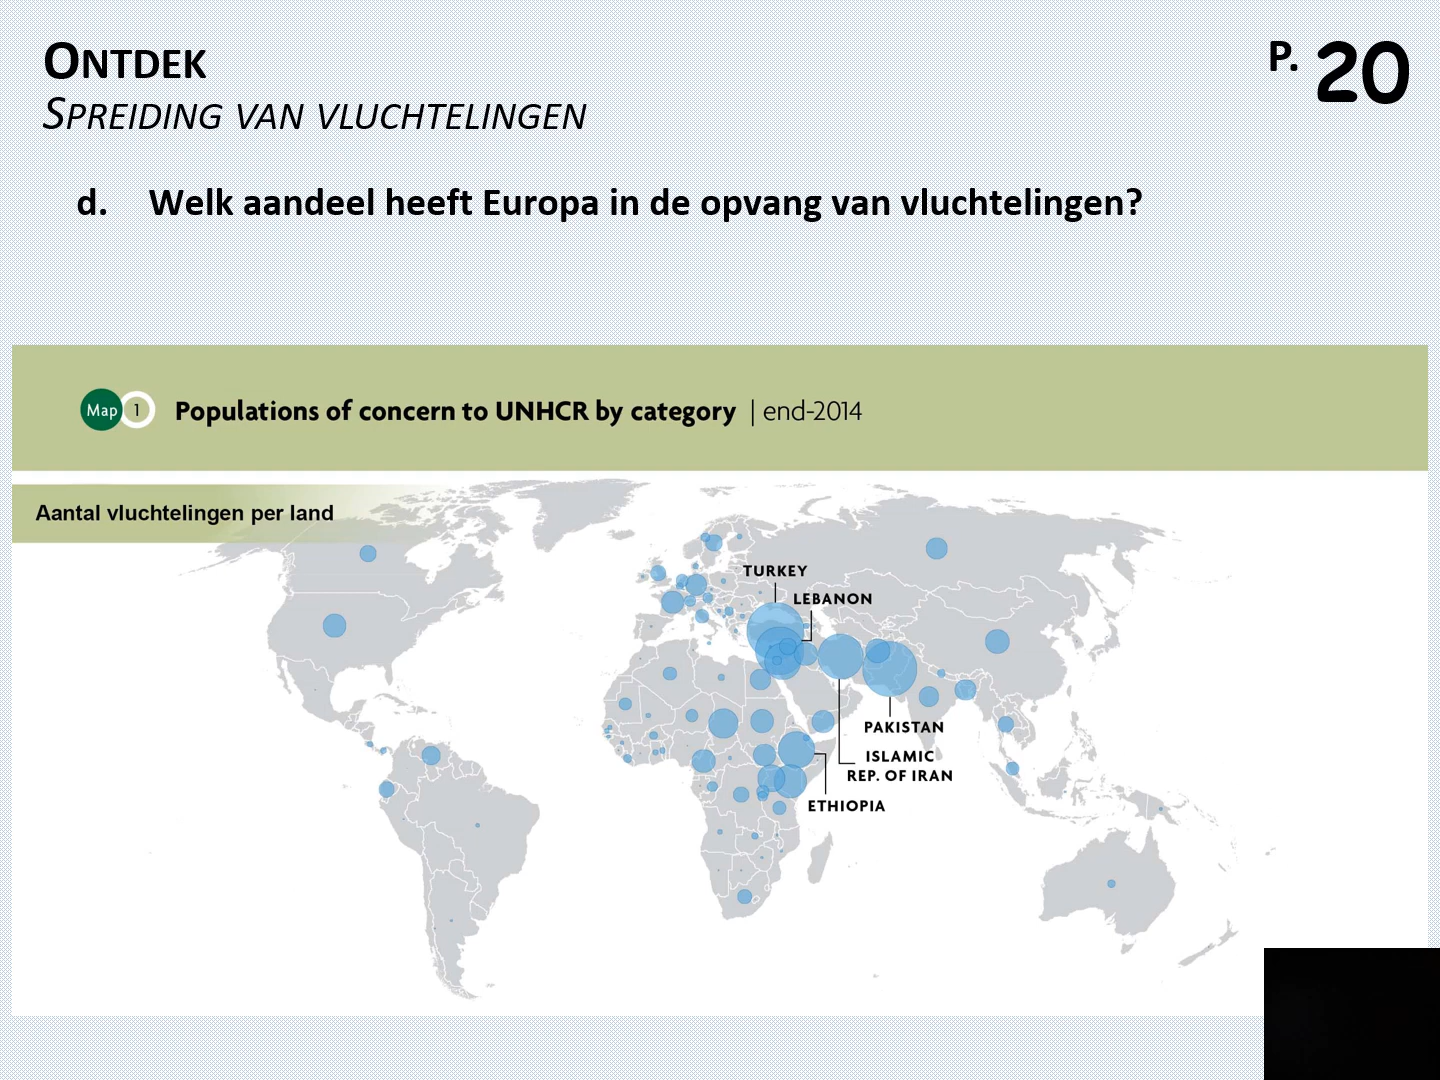 ONTDEK
P. 20
SPREIDING VAN VLUCHTELINGEN
d. Welk aandeel heeft Europa in de opvang van vluchtelingen?
Map 1 Populations of concern to UNHCR by category | end-2014
Aantal vluchtelingen per land
TURKEY
LEBANON
PAKISTAN
ISLAMIC
REP. OF IRAN
ETHIOPIA